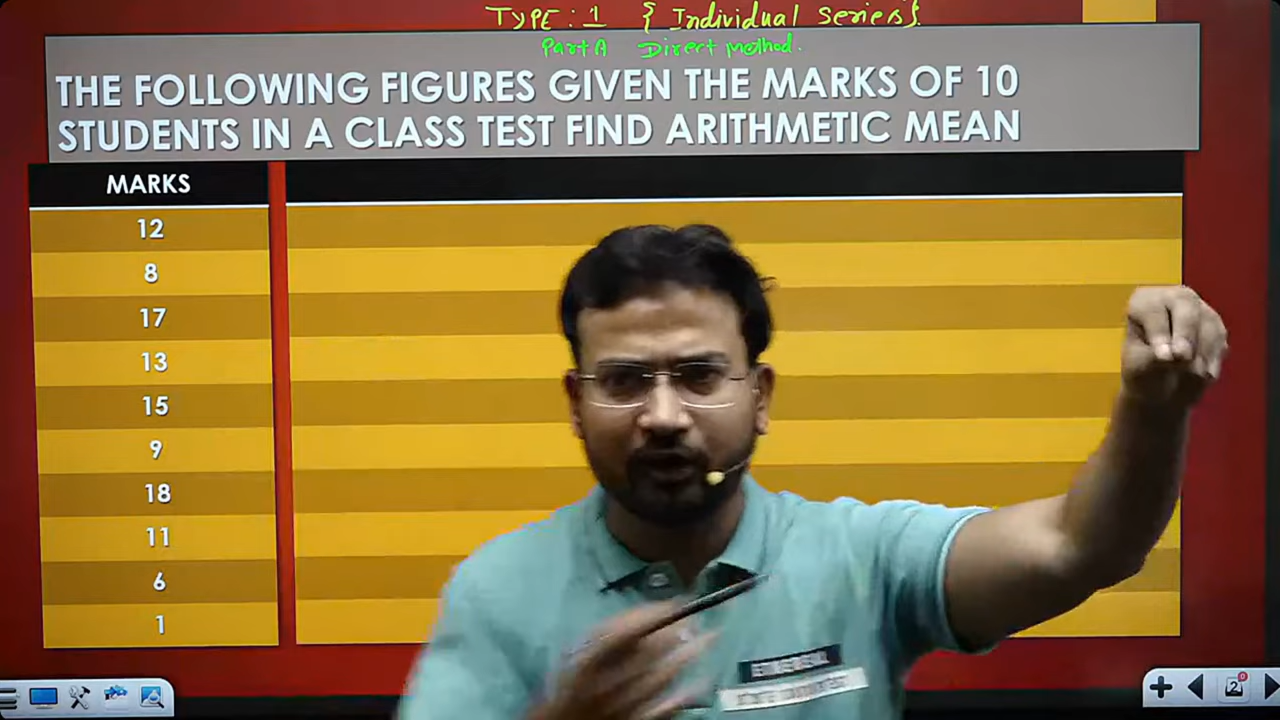 TYPE : 1 { Individual Series}.
Part A Direct method.
THE FOLLOWING FIGURES GIVEN THE MARKS OF 10
STUDENTS IN A CLASS TEST FIND ARITHMETIC MEAN
MARKS
12
8
17
13
15
9
18
11
6
1
2